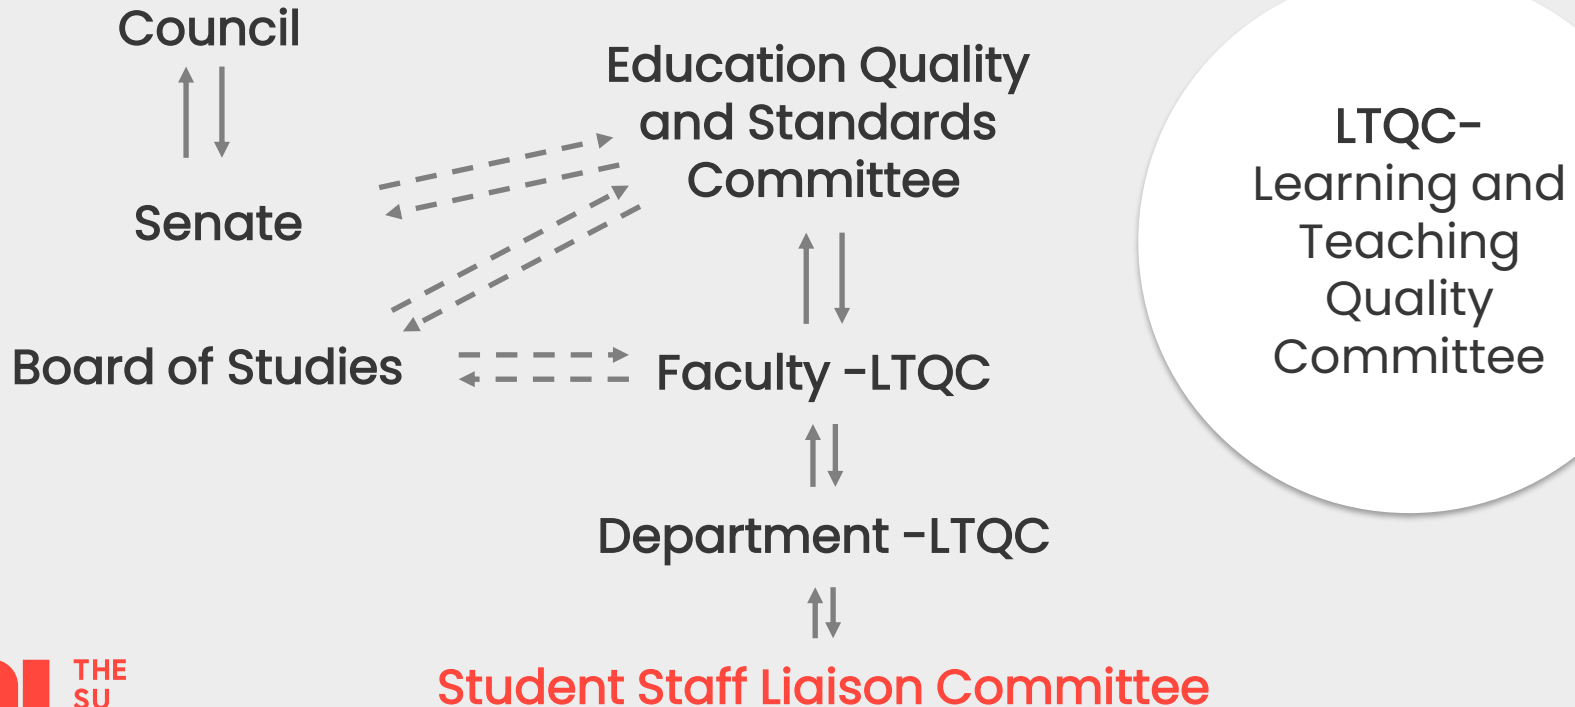 Council
Education Quality
and Standards
Committee
Senate
Board of Studies
Faculty -LTQC
Department -LTQC
Student Staff Liaison Committee
LTQC-
Learning and
Teaching
Quality
Committee
THE
SU